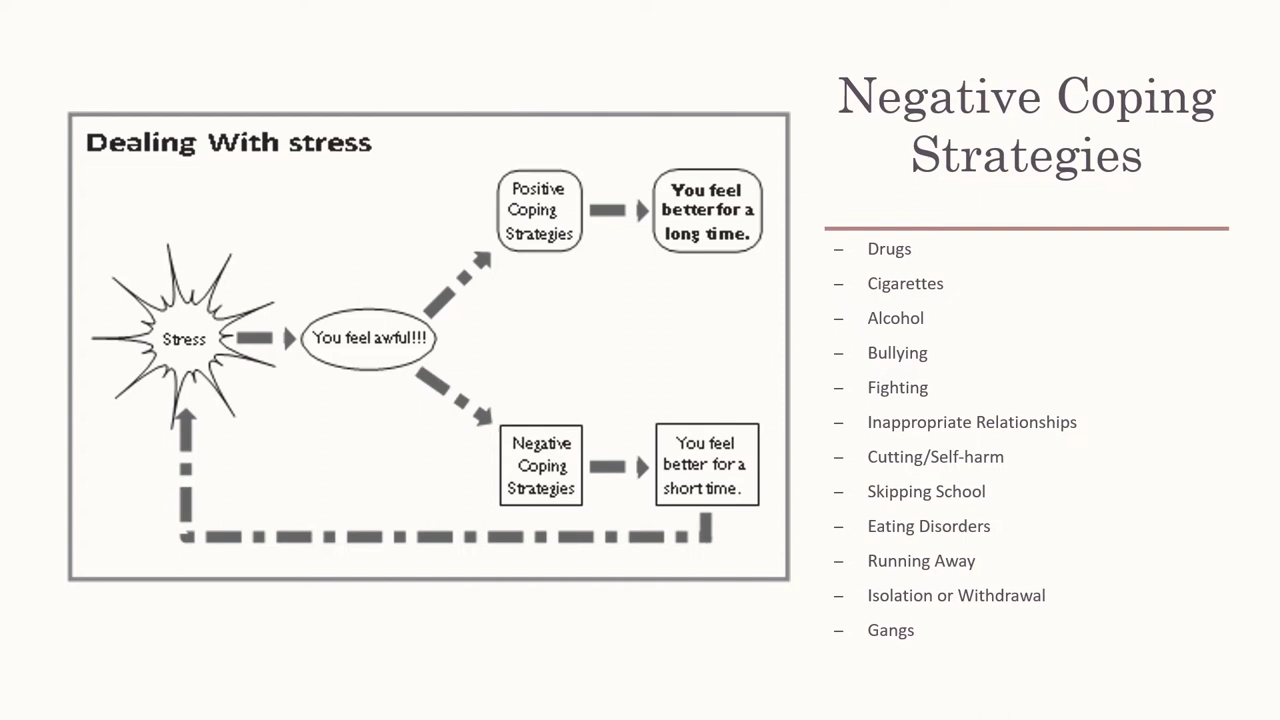 Negative Coping
Strategies
Dealing With stress
Positive
Coping
Strategies
You feel
better for a
long time.
Stress
You feel awful!!!
Negative
Coping
Strategies
You feel
better for a
short time.
– Drugs
– Cigarettes
– Alcohol
– Bullying
– Fighting
– Inappropriate Relationships
– Cutting/Self-harm
– Skipping School
– Eating Disorders
– Running Away
– Isolation or Withdrawal
– Gangs